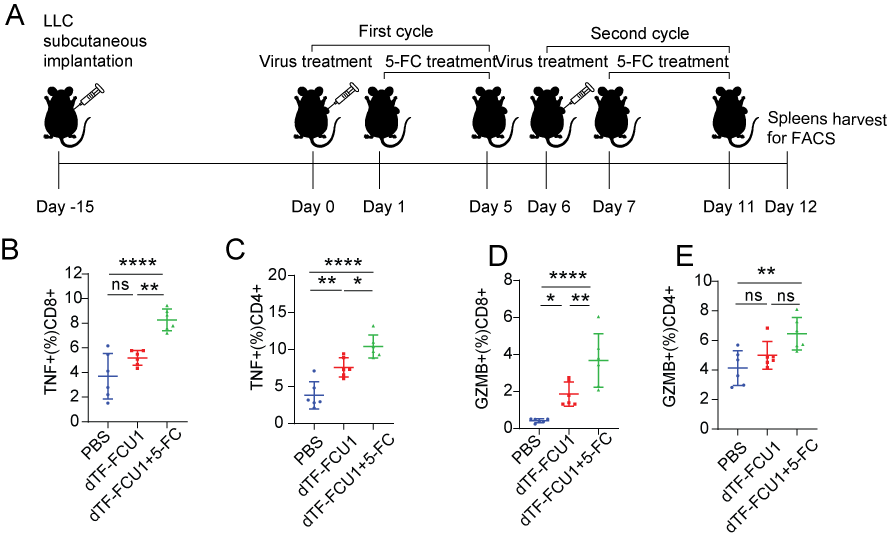 A
LLC
subcutaneous
implantation
First cycle
Second cycle
Virus treatment
5-FC treatment
Virus treatment
5-FC treatment
Spleens harvest
for FACS
Day -15
Day 0
Day 1
Day 5
Day 6
Day 7
Day 11
Day 12
B
TNF+(%)CD8+
12
10
8
6
4
2
0
****
ns
**
PBS
dTF-FCU1
dTF-FCU1+5-FC
C
TNF+(%)CD4+
20
15
10
5
0
****
**
*
PBS
dTF-FCU1
dTF-FCU1+5-FC
D
GZMB+(%)CD8+
8
6
4
2
0
****
*
**
PBS
dTF-FCU1
dTF-FCU1+5-FC
E
GZMB+(%)CD4+
10
8
6
4
2
0
**
ns
ns
PBS
dTF-FCU1
dTF-FCU1+5-FC